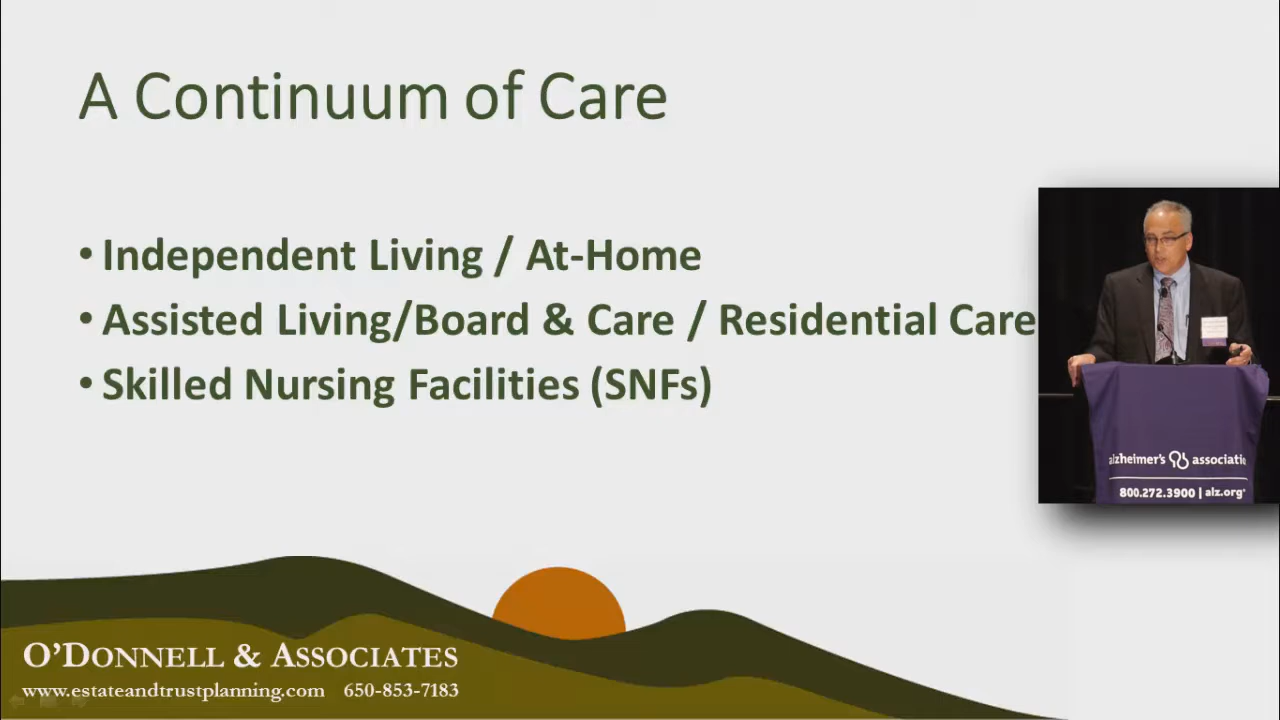 A Continuum of Care
• Independent Living / At-Home
• Assisted Living/Board & Care / Residential Care
• Skilled Nursing Facilities (SNFs)
alzheimer's associatio
800.272.3900 | alz.org®
O'DONNELL & ASSOCIATES
www.estateandtrustplanning.com 650-853-7183